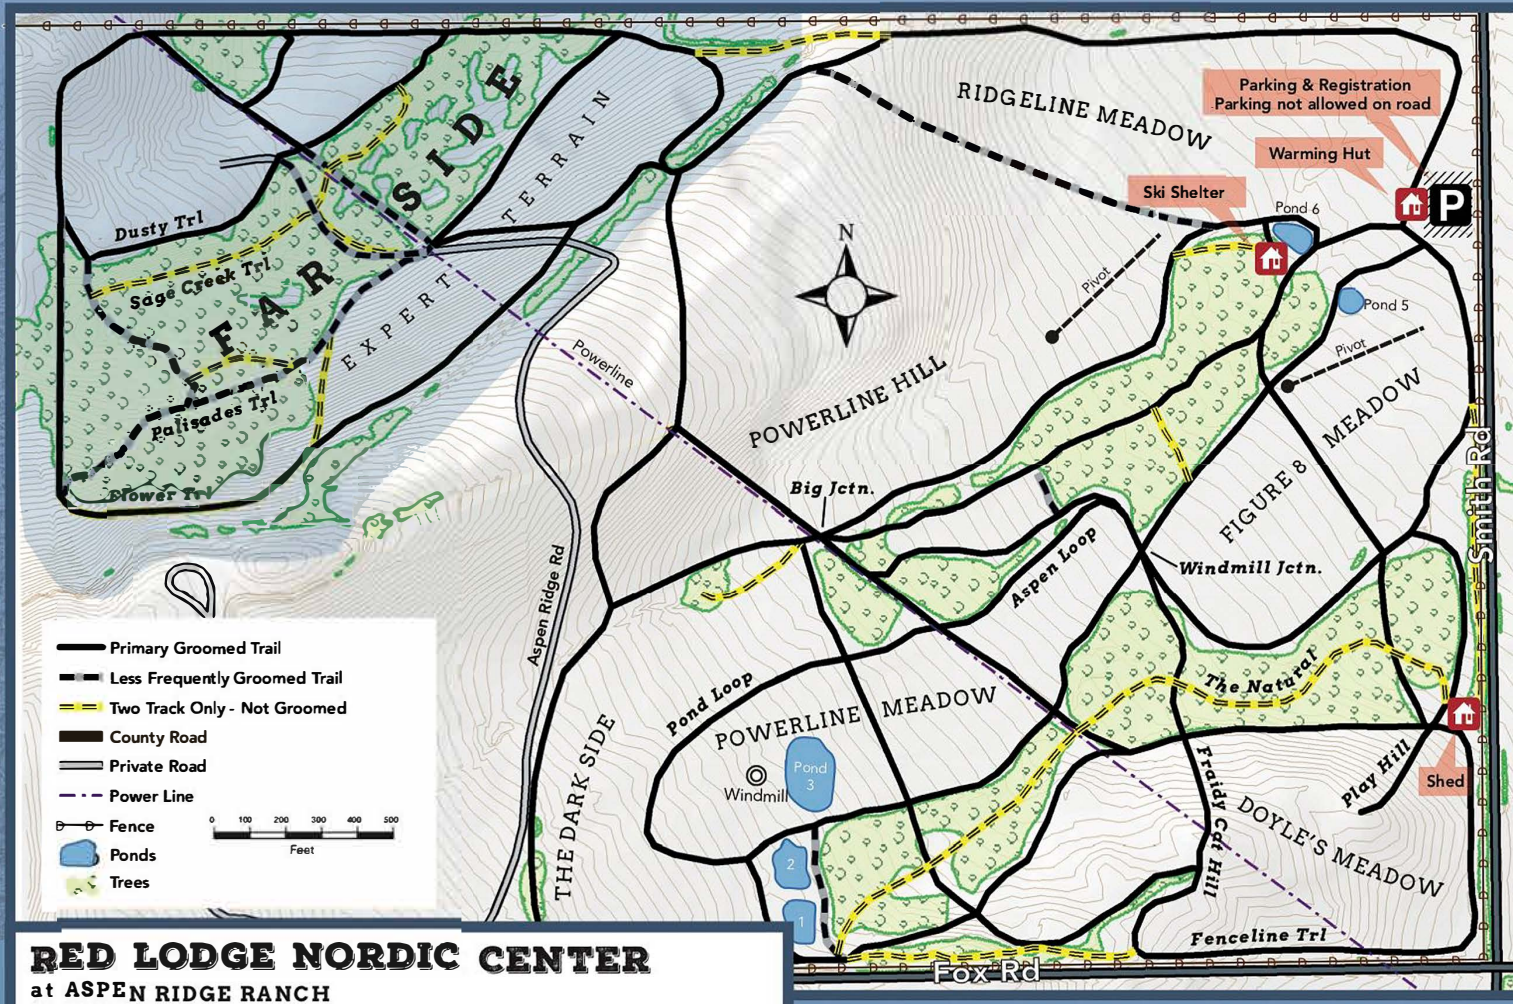 RIDGELINE MEADOW
Parking & Registration
Parking not allowed on road
Warming Hut
P
Ski Shelter
Pond 6
FAR SIDE
EXPERT TERRAIN
Dusty Trl
Sage Creek Trl
Palisades Trl
Flower Trl
N
Pivot
Pond 5
Pivot
Powerline
POWERLINE HILL
MEADOW
FIGURE 8
Smith Rd
Big Jctn.
Aspen Loop
Windmill Jctn.
Aspen Ridge Rd
The Natural
Pond Loop
POWERLINE MEADOW
THE DARK SIDE
Windmill
Pond
3
2
1
Fraidy Cat Hill
Play Hill
Shed
DOYLE'S MEADOW
Fenceline Trl
Fox Rd
Primary Groomed Trail
Less Frequently Groomed Trail
Two Track Only - Not Groomed
County Road
Private Road
Power Line
Fence
Ponds
Trees
0 100 200 300 400 500
Feet
RED LODGE NORDIC CENTER
at ASPEN RIDGE RANCH